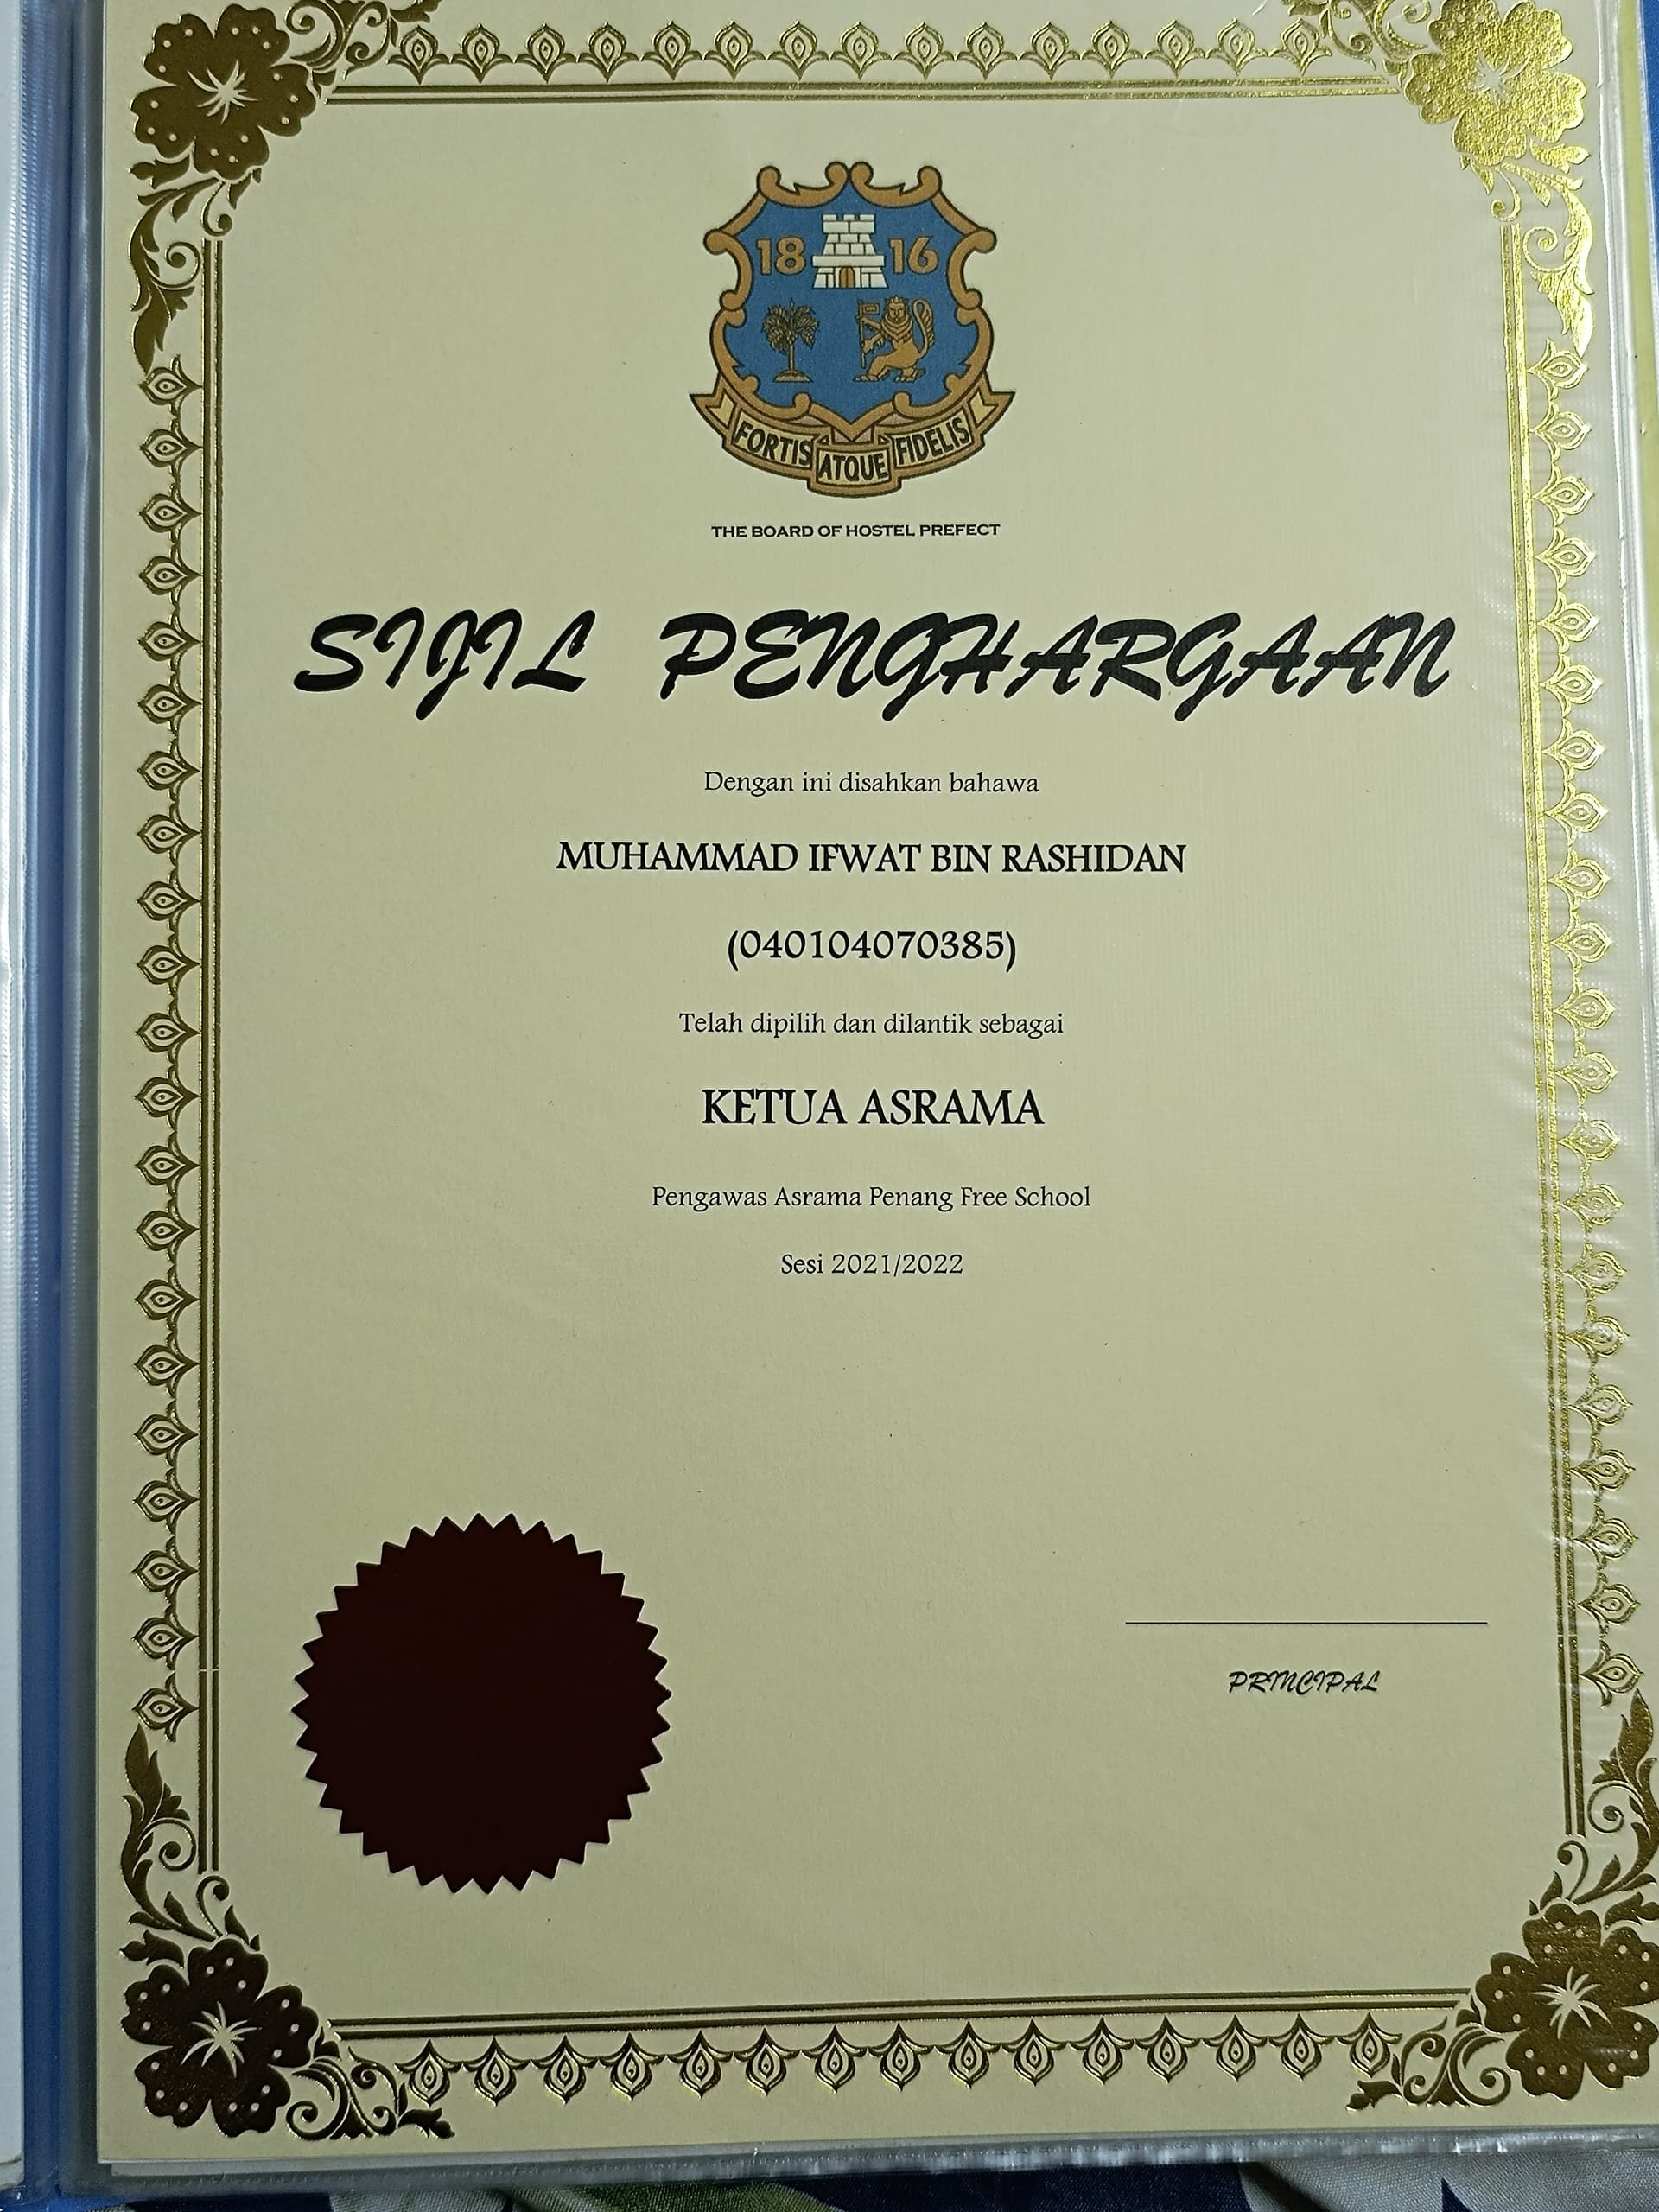 18 16
FORTIS ATQUE FIDELIS
THE BOARD OF HOSTEL PREFECT
SIJIL PENGHARGAAN
Dengan ini disahkan bahawa
MUHAMMAD IFWAT BIN RASHIDAN
(040104070385)
Telah dipilih dan dilantik sebagai
KETUA ASRAMA
Pengawas Asrama Penang Free School
Sesi 2021/2022
PRINCIPAL